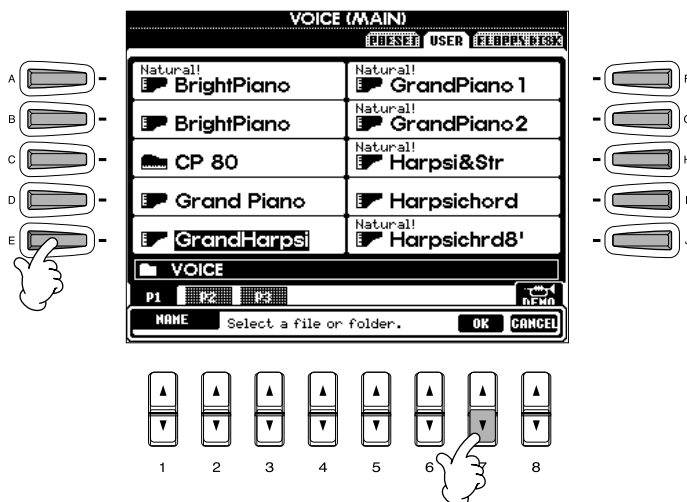 VOICE (MAIN)
PRESET USER FLOPPY DISK
A
B
C
D
E
Natural!
BrightPiano
BrightPiano
CP 80
Grand Piano
GrandHarpsi
Natural!
GrandPiano1
Natural!
GrandPiano2
Natural!
Harpsi&Str
Harpsichord
Natural!
Harpsichrd8'
VOICE
P1 P2 P3
DEMO
NAME Select a file or folder. OK CANCEL
1 2 3 4 5 6 8